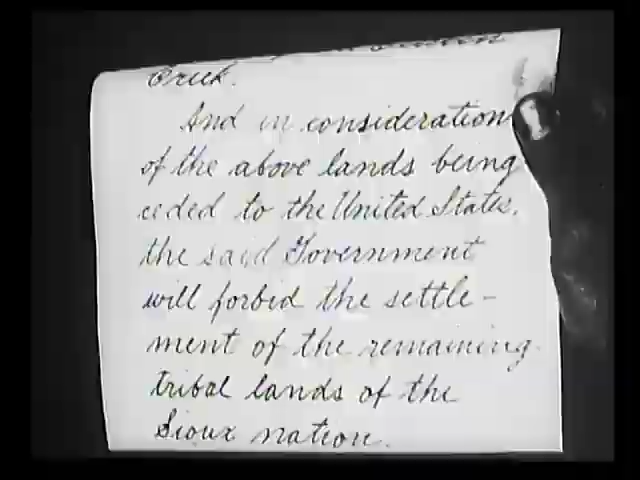 Creek.
And in consideration
of the above lands being
ceded to the United States,
the said Government
will forbid the settle-
ment of the remaining
tribal lands of the
Sioux nation.